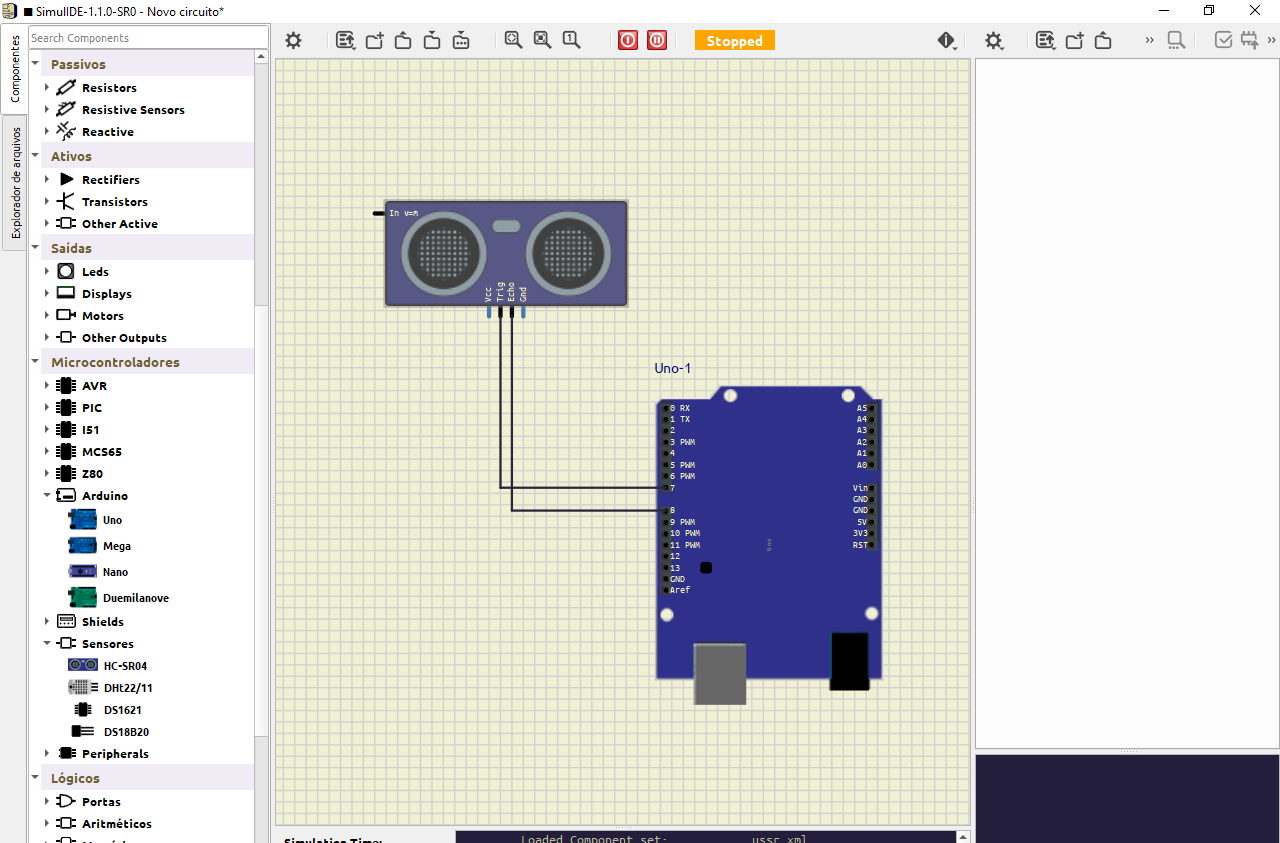 SimulIDE-1.1.0-SR0 - Novo circuito*
Componentes
Explorador de arquivos
Search Components
Passivos
Resistors
Resistive Sensors
Reactive
Ativos
Rectifiers
Transistors
Other Active
Saídas
Leds
Displays
Motors
Other Outputs
Microcontroladores
AVR
PIC
I51
MCS65
Z80
Arduino
Uno
Mega
Nano
Duemilanove
Shields
Sensores
HC-SR04
DHt22/11
DS1621
DS18B20
Peripherals
Lógicos
Portas
Aritméticos
1
Stopped
In v=m
Vcc
Trig
Echo
Gnd
Uno-1
0 RX
1 TX
2
3 PWM
4
5 PWM
6 PWM
7
8
9 PWM
10 PWM
11 PWM
12
13
GND
Aref
Uno
A5
A4
A3
A2
A1
A0
Vin
GND
GND
5V
3V3
RST
Simulation Time:
Loaded Component set: ussr.xml